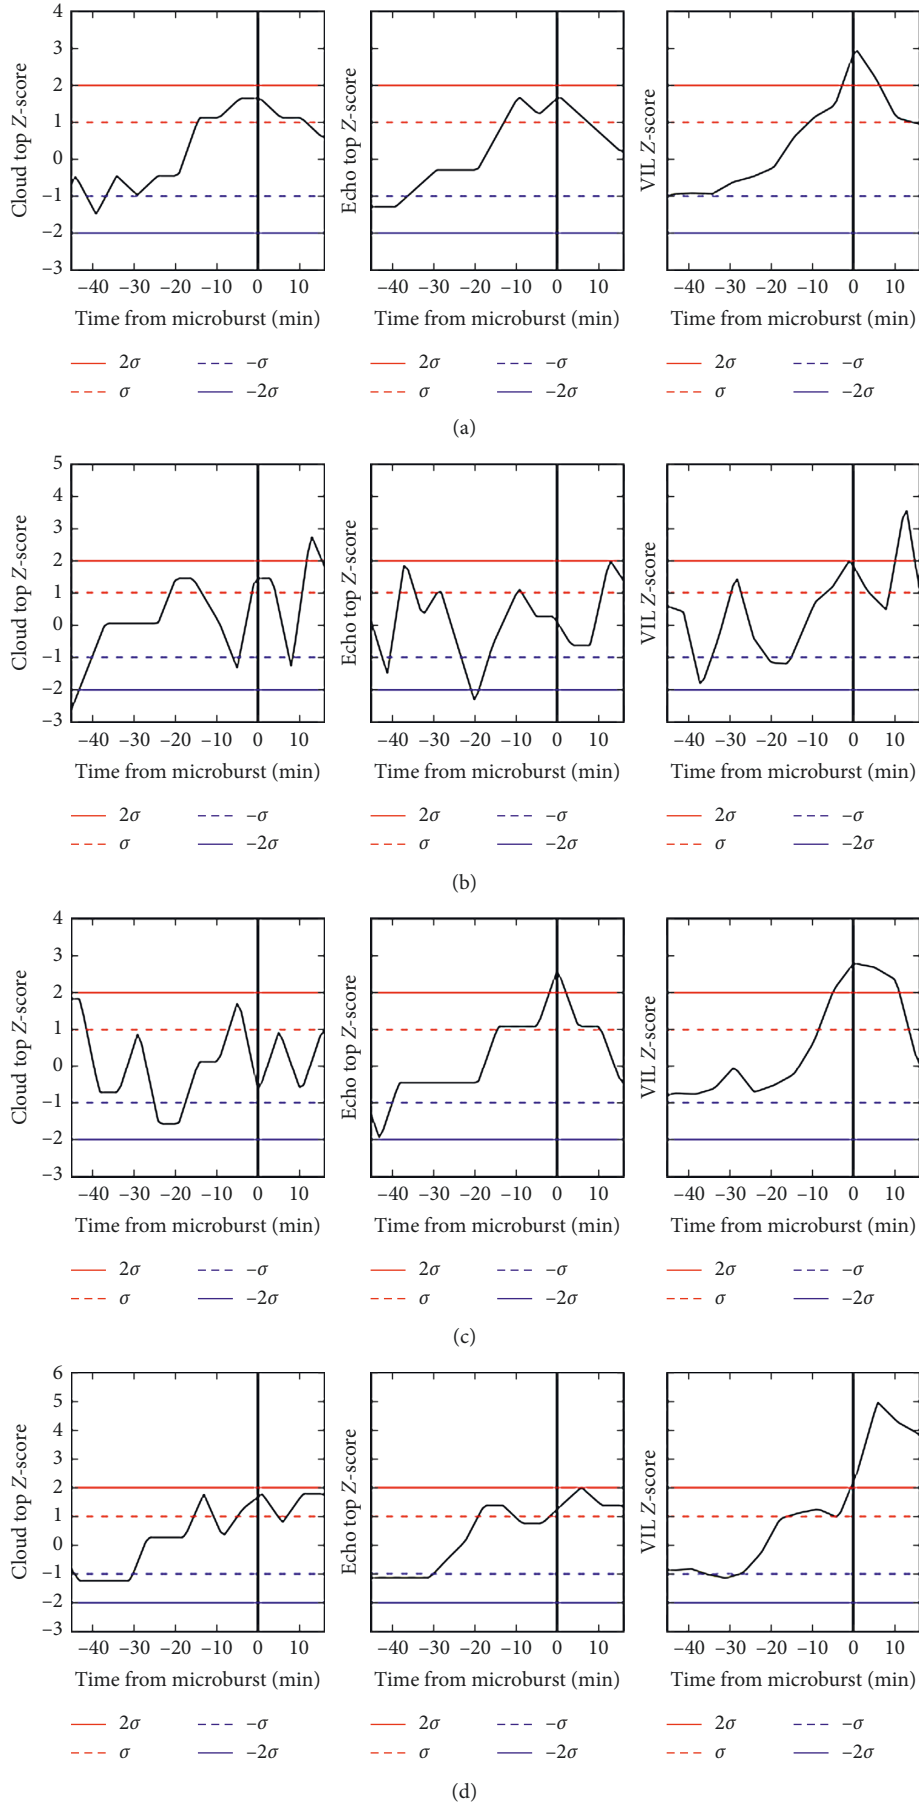 4
3
2
1
0
−1
−2
−3
Cloud top Z-score
Echo top Z-score
VIL Z-score
−40 −30 −20 −10 0 10 −40 −30 −20 −10 0 10 −40 −30 −20 −10 0 10
Time from microburst (min) Time from microburst (min) Time from microburst (min)
2σ −σ 2σ −σ 2σ −σ
σ −2σ σ −2σ σ −2σ
(a)
5
4
3
2
1
0
−1
−2
−3
Cloud top Z-score
Echo top Z-score
VIL Z-score
−40 −30 −20 −10 0 10 −40 −30 −20 −10 0 10 −40 −30 −20 −10 0 10
Time from microburst (min) Time from microburst (min) Time from microburst (min)
2σ −σ 2σ −σ 2σ −σ
σ −2σ σ −2σ σ −2σ
(b)
4
3
2
1
0
−1
−2
−3
Cloud top Z-score
Echo top Z-score
VIL Z-score
−40 −30 −20 −10 0 10 −40 −30 −20 −10 0 10 −40 −30 −20 −10 0 10
Time from microburst (min) Time from microburst (min) Time from microburst (min)
2σ −σ 2σ −σ 2σ −σ
σ −2σ σ −2σ σ −2σ
(c)
6
5
4
3
2
1
0
−1
−2
−3
Cloud top Z-score
Echo top Z-score
VIL Z-score
−40 −30 −20 −10 0 10 −40 −30 −20 −10 0 10 −40 −30 −20 −10 0 10
Time from microburst (min) Time from microburst (min) Time from microburst (min)
2σ −σ 2σ −σ 2σ −σ
σ −2σ σ −2σ σ −2σ
(d)